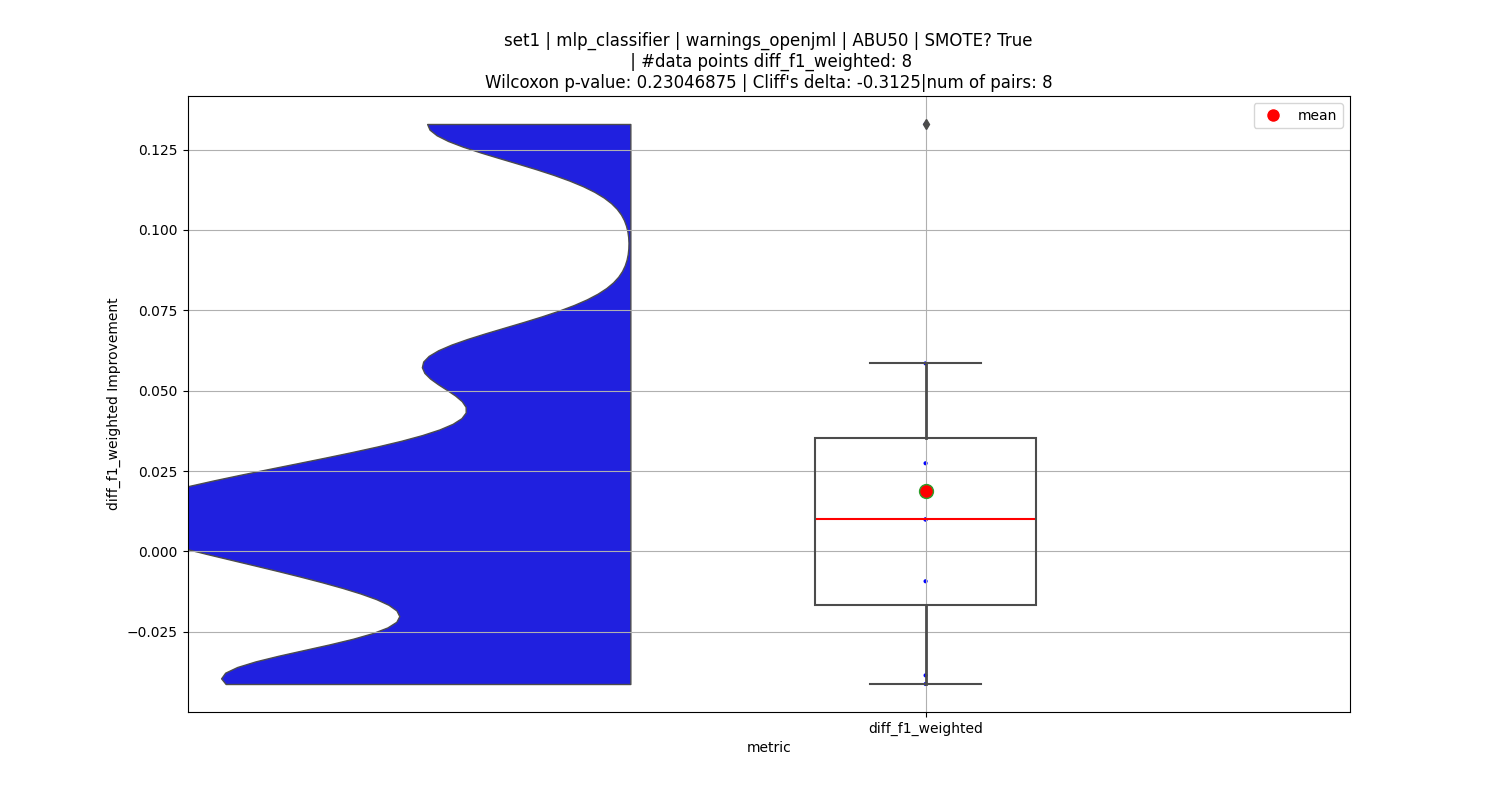 set1 | mlp_classifier | warnings_openjml | ABU50 | SMOTE? True
| #data points diff_f1_weighted: 8
Wilcoxon p-value: 0.23046875 | Cliff's delta: -0.3125|num of pairs: 8
mean
0.125
0.100
0.075
0.050
0.025
0.000
−0.025
diff_f1_weighted Improvement
diff_f1_weighted
metric